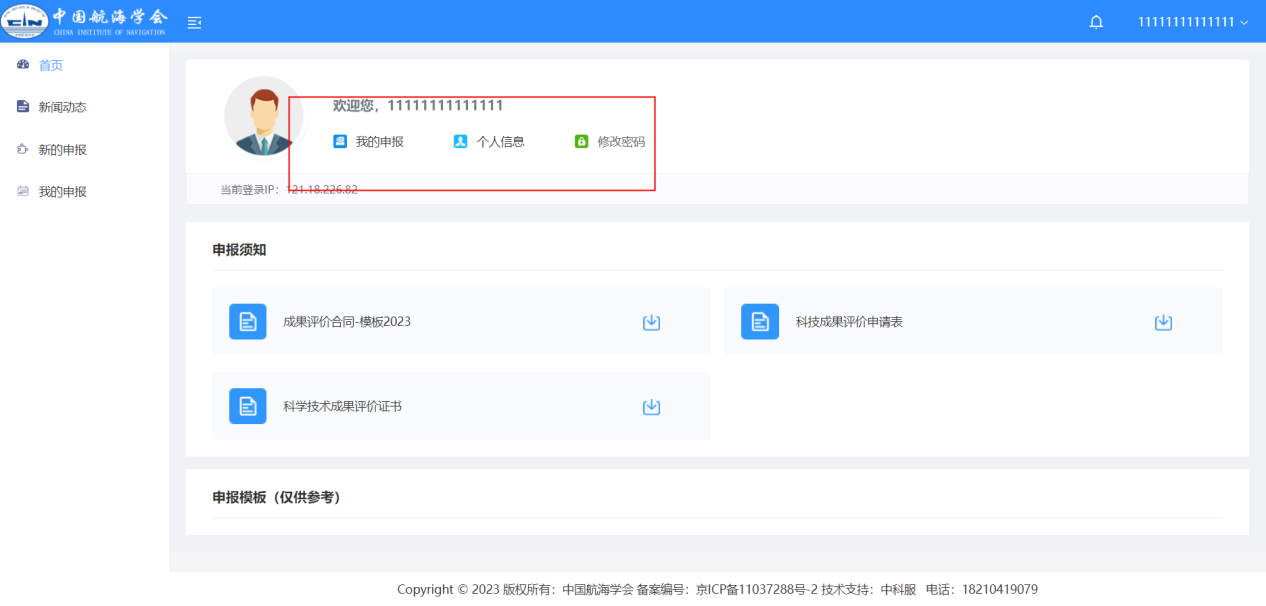 中国航海学会
CHINA INSTITUTE OF NAVIGATION
11111111111111
首页
新闻动态
新的申报
我的申报
欢迎您，11111111111111
我的申报 个人信息 修改密码
当前登录IP：121.18.226.82
申报须知
成果评价合同-模板2023
科技成果评价申请表
科学技术成果评价证书
申报模板（仅供参考）
Copyright © 2023 版权所有：中国航海学会 备案编号：京ICP备11037288号-2 技术支持：中科服 电话：18210419079